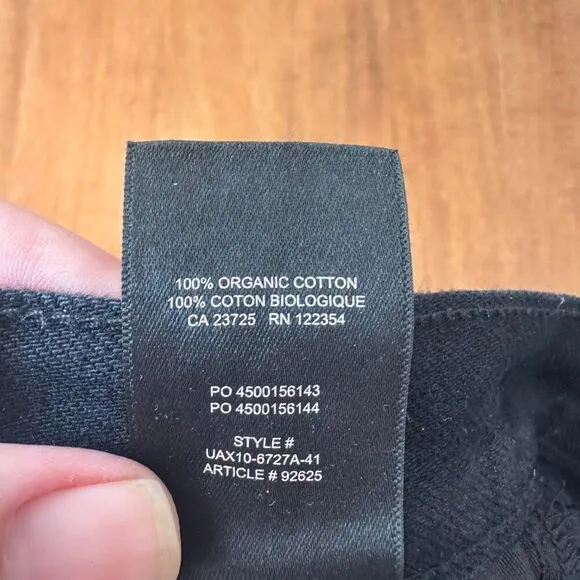 100% ORGANIC COTTON
100% COTON BIOLOGIQUE
CA 23725 RN 122354
PO 4500156143
PO 4500156144
STYLE #
UAX10-6727A-41
ARTICLE # 92625